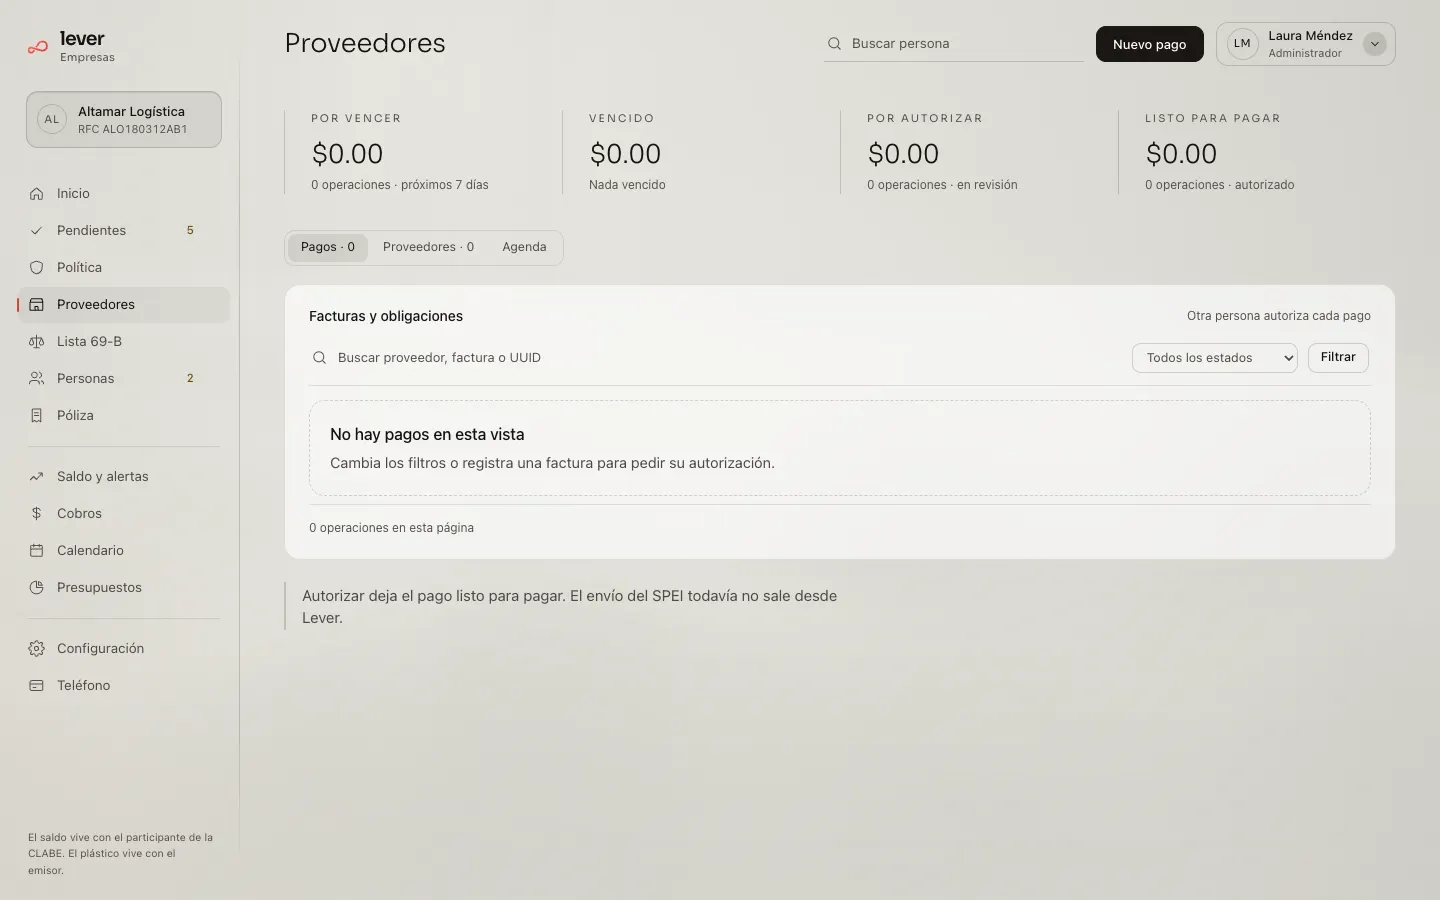 lever
Empresas
Proveedores
Buscar persona
Nuevo pago
LM
Laura Méndez
Administrador
AL
Altamar Logística
RFC ALO180312AB1
Inicio
Pendientes 5
Política
Proveedores
Lista 69-B
Personas 2
Póliza
Saldo y alertas
Cobros
Calendario
Presupuestos
Configuración
Teléfono
El saldo vive con el participante de la
CLABE. El plástico vive con el
emisor.
POR VENCER
$0.00
0 operaciones · próximos 7 días
VENCIDO
$0.00
Nada vencido
POR AUTORIZAR
$0.00
0 operaciones · en revisión
LISTO PARA PAGAR
$0.00
0 operaciones · autorizado
Pagos · 0 Proveedores · 0 Agenda
Facturas y obligaciones
Otra persona autoriza cada pago
Buscar proveedor, factura o UUID
Todos los estados
Filtrar
No hay pagos en esta vista
Cambia los filtros o registra una factura para pedir su autorización.
0 operaciones en esta página
Autorizar deja el pago listo para pagar. El envío del SPEI todavía no sale desde
Lever.